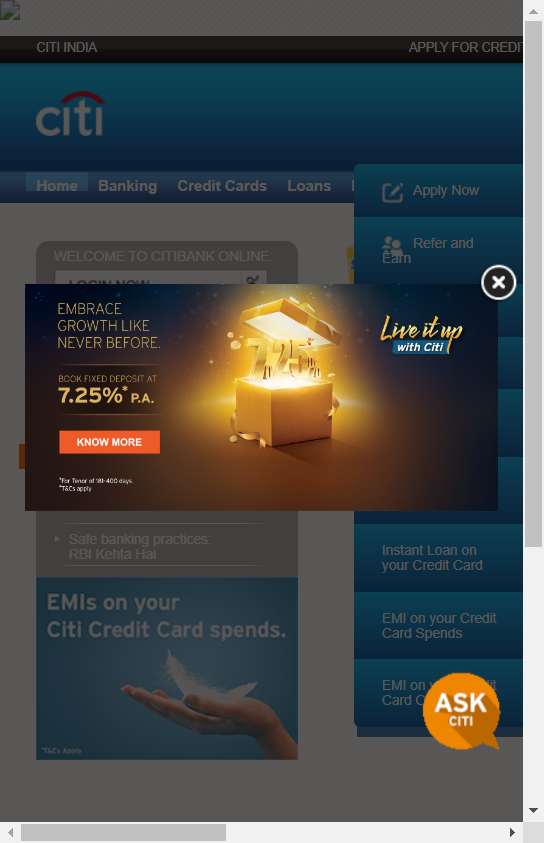 CITI INDIA
APPLY FOR CREDIT
citi
Home
Banking
Credit Cards
Loans
Apply Now
Refer and
Earn
WELCOME TO CITIBANK ONLINE:
LOGIN NOW
EMBRACE
GROWTH LIKE
NEVER BEFORE.
BOOK FIXED DEPOSIT AT
7.25%* P.A.
KNOW MORE
*For Tenor of 181-400 days.
*T&Cs apply
7.25%
Live it up
with Citi
Safe banking practices:
RBI Kehta Hai
EMIs on your
Citi Credit Card spends.
*T&Cs Apply
Instant Loan on
your Credit Card
EMI on your Credit
Card Spends
EMI on
Card
ASK
CITI